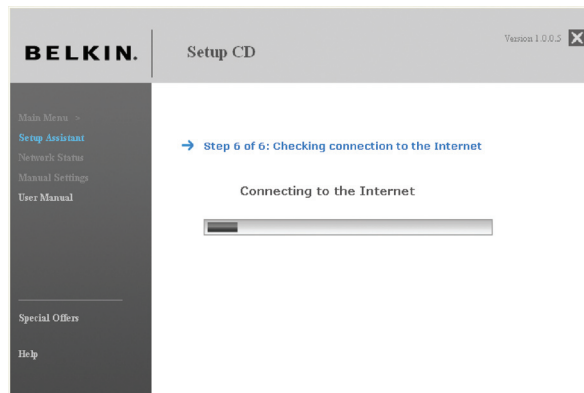 BELKIN.
Setup CD
Version 1.0.0.5
Main Menu >
Setup Assistant
Network Status
Manual Settings
User Manual
Special Offers
Help
Step 6 of 6: Checking connection to the Internet
Connecting to the Internet